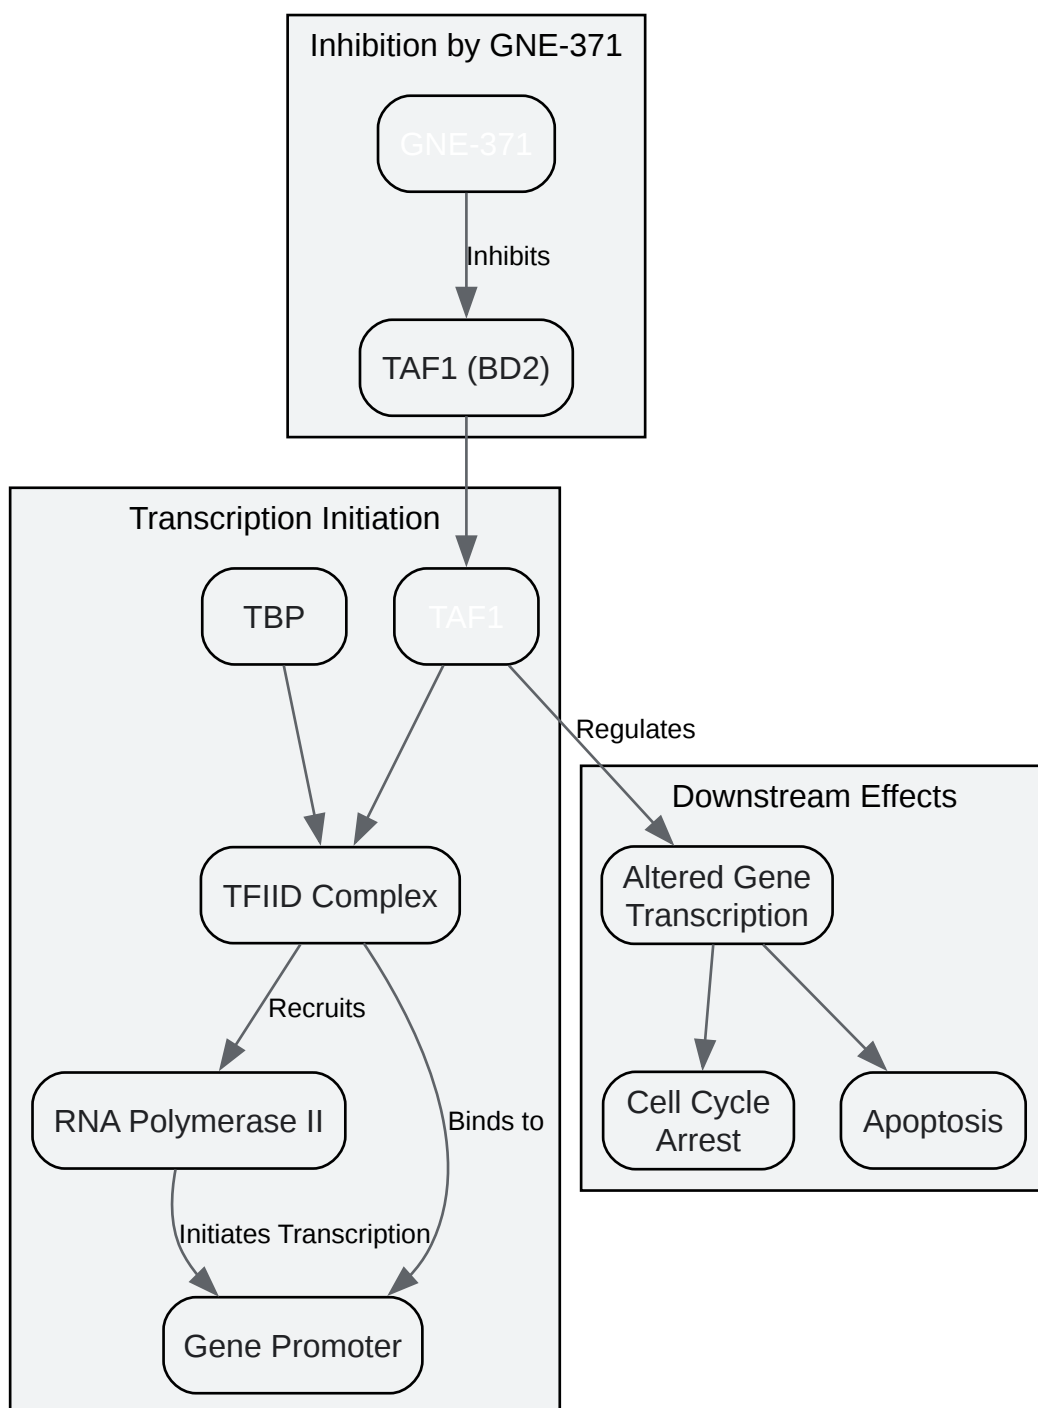 Inhibition by GNE-371
GNE-371
Inhibits
TAF1 (BD2)
Transcription Initiation
TBP
TAF1
Regulates
Downstream Effects
TFIID Complex
Altered Gene
Transcription
Recruits
RNA Polymerase II
Binds to
Cell Cycle
Arrest
Apoptosis
Initiates Transcription
Gene Promoter